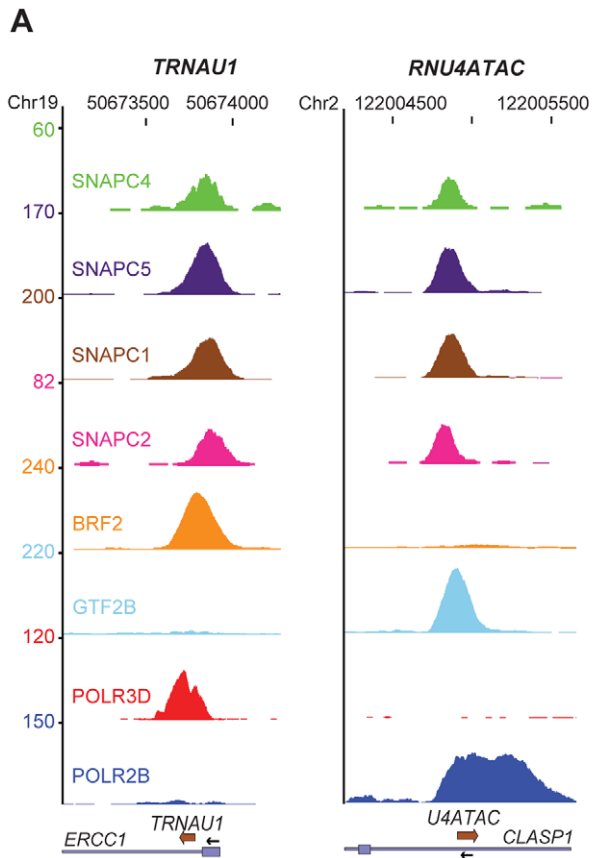 A
TRNAU1 RNU4ATAC
Chr19 50673500 50674000 Chr2 122004500 122005500
60
SNAPC4
170
SNAPC5
200
SNAPC1
82
SNAPC2
240
BRF2
220
GTF2B
120
POLR3D
150
POLR2B
TRNAU1 U4ATAC
ERCC1 CLASP1